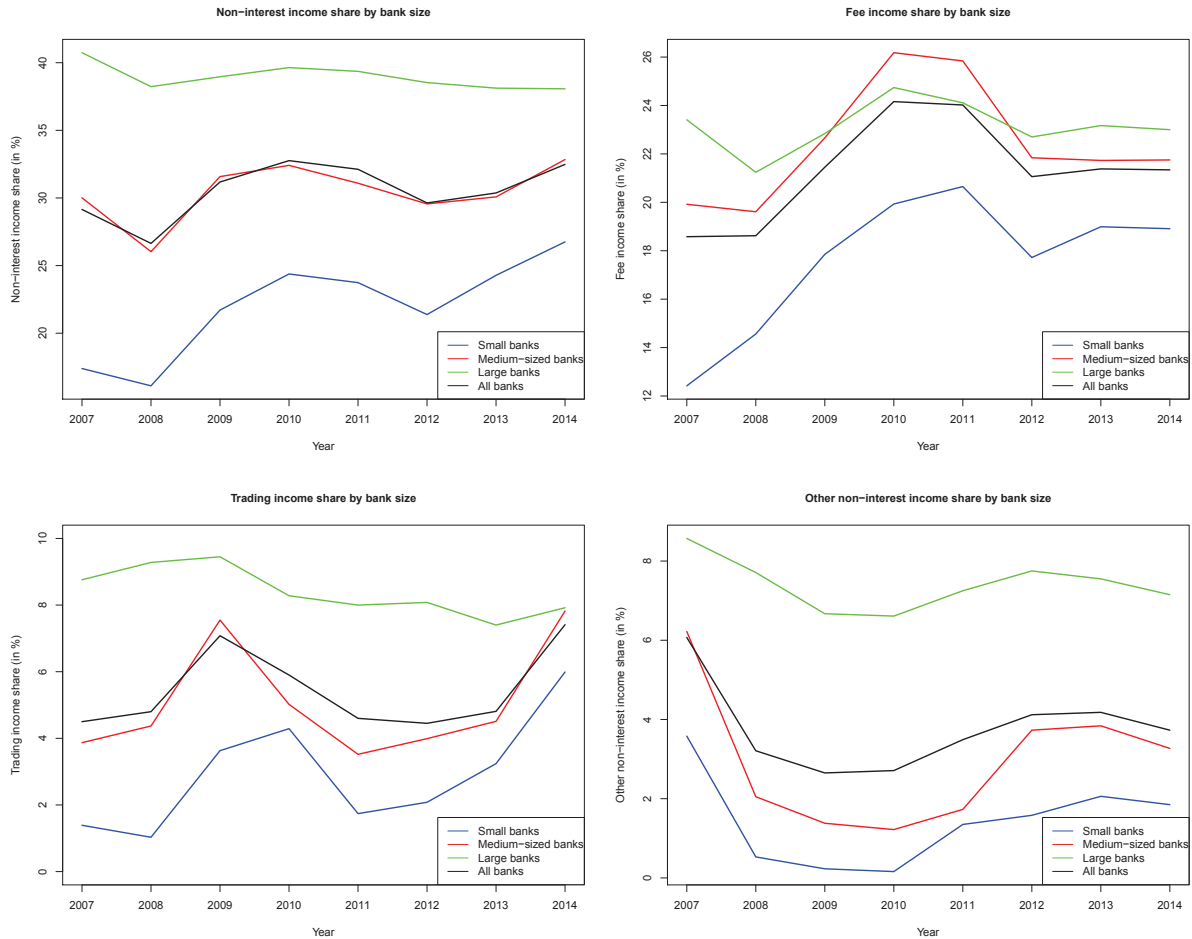 Non−interest income share by bank size
Non−interest income share (in %)
40
35
30
25
20
Small banks
Medium−sized banks
Large banks
All banks
2007 2008 2009 2010 2011 2012 2013 2014
Year
Fee income share by bank size
Fee income share (in %)
26
24
22
20
18
16
14
12
Small banks
Medium−sized banks
Large banks
All banks
2007 2008 2009 2010 2011 2012 2013 2014
Year
Trading income share by bank size
Trading income share (in %)
10
8
6
4
2
0
Small banks
Medium−sized banks
Large banks
All banks
2007 2008 2009 2010 2011 2012 2013 2014
Year
Other non−interest income share by bank size
Other non−interest income share (in %)
8
6
4
2
0
Small banks
Medium−sized banks
Large banks
All banks
2007 2008 2009 2010 2011 2012 2013 2014
Year